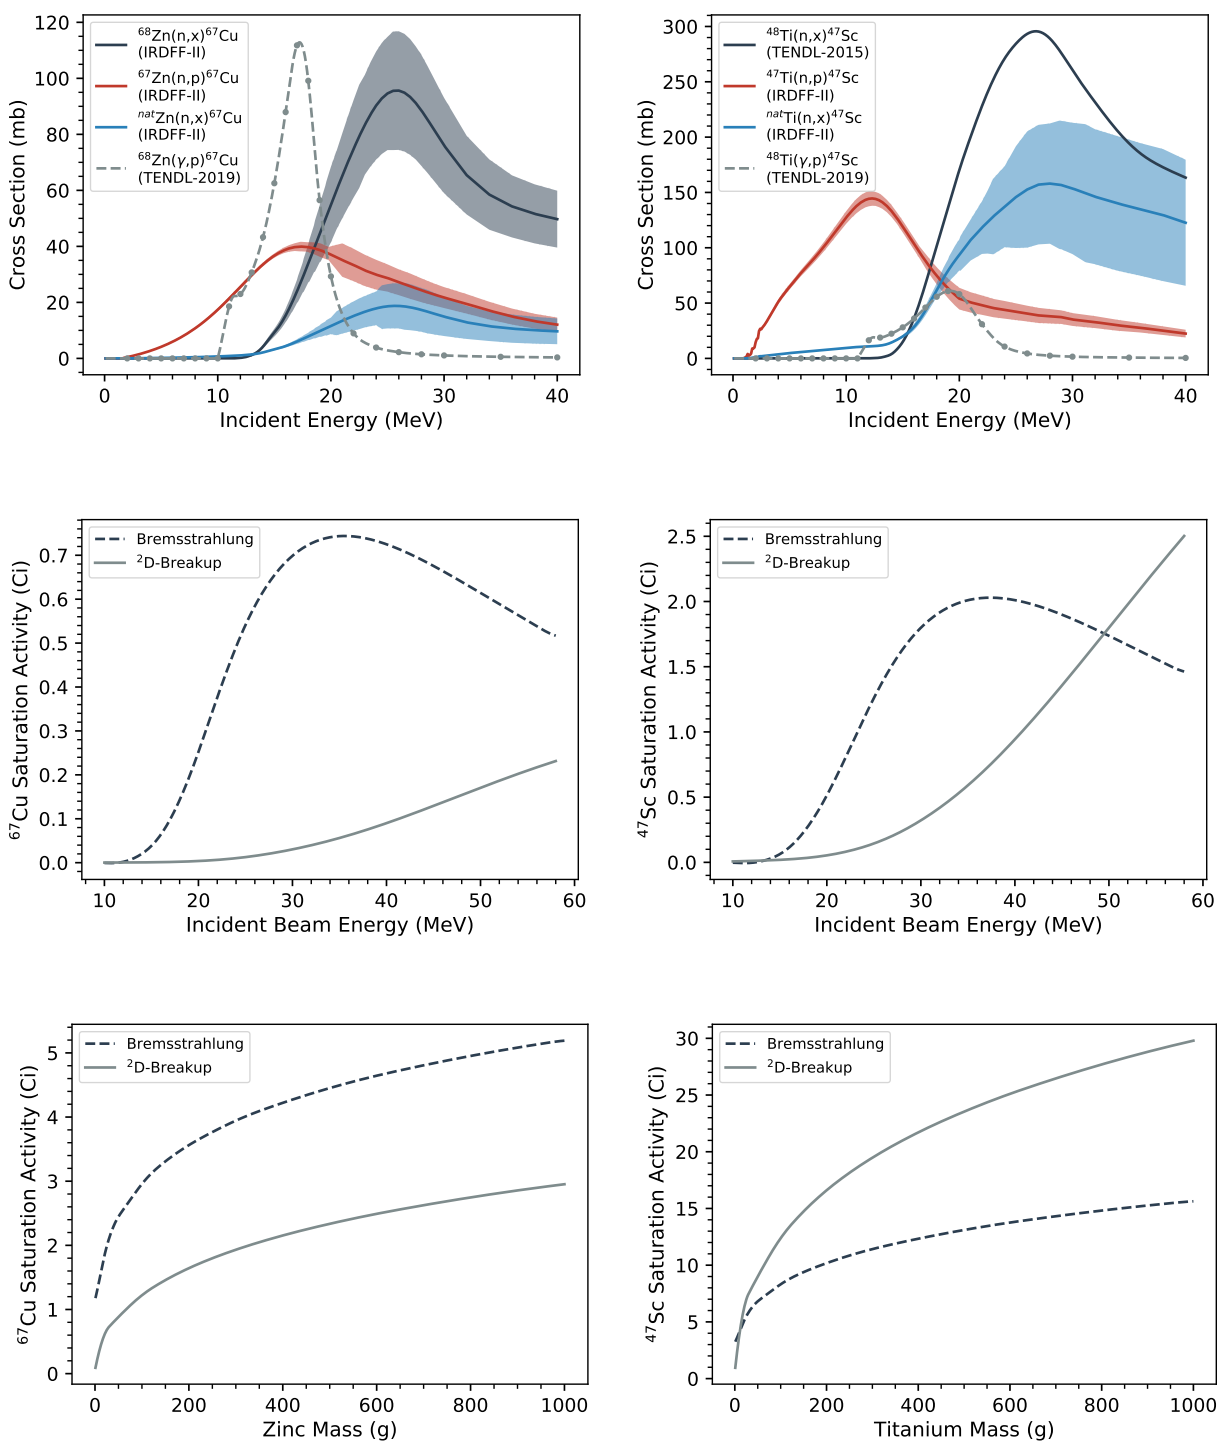 120
100
80
60
40
20
0
Cross Section (mb)
⁶⁸Zn(n,x)⁶⁷Cu
(IRDFF-II)
⁶⁷Zn(n,p)⁶⁷Cu
(IRDFF-II)
ⁿᵃᵗZn(n,x)⁶⁷Cu
(IRDFF-II)
⁶⁸Zn(γ,p)⁶⁷Cu
(TENDL-2019)
0 10 20 30 40
Incident Energy (MeV)
300
250
200
150
100
50
0
Cross Section (mb)
⁴⁸Ti(n,x)⁴⁷Sc
(TENDL-2015)
⁴⁷Ti(n,p)⁴⁷Sc
(IRDFF-II)
ⁿᵃᵗTi(n,x)⁴⁷Sc
(IRDFF-II)
⁴⁸Ti(γ,p)⁴⁷Sc
(TENDL-2019)
0 10 20 30 40
Incident Energy (MeV)
0.7
0.6
0.5
0.4
0.3
0.2
0.1
0.0
⁶⁷Cu Saturation Activity (Ci)
Bremsstrahlung
²D-Breakup
10 20 30 40 50 60
Incident Beam Energy (MeV)
2.5
2.0
1.5
1.0
0.5
0.0
⁴⁷Sc Saturation Activity (Ci)
Bremsstrahlung
²D-Breakup
10 20 30 40 50 60
Incident Beam Energy (MeV)
5
4
3
2
1
0
⁶⁷Cu Saturation Activity (Ci)
Bremsstrahlung
²D-Breakup
0 200 400 600 800 1000
Zinc Mass (g)
30
25
20
15
10
5
0
⁴⁷Sc Saturation Activity (Ci)
Bremsstrahlung
²D-Breakup
0 200 400 600 800 1000
Titanium Mass (g)